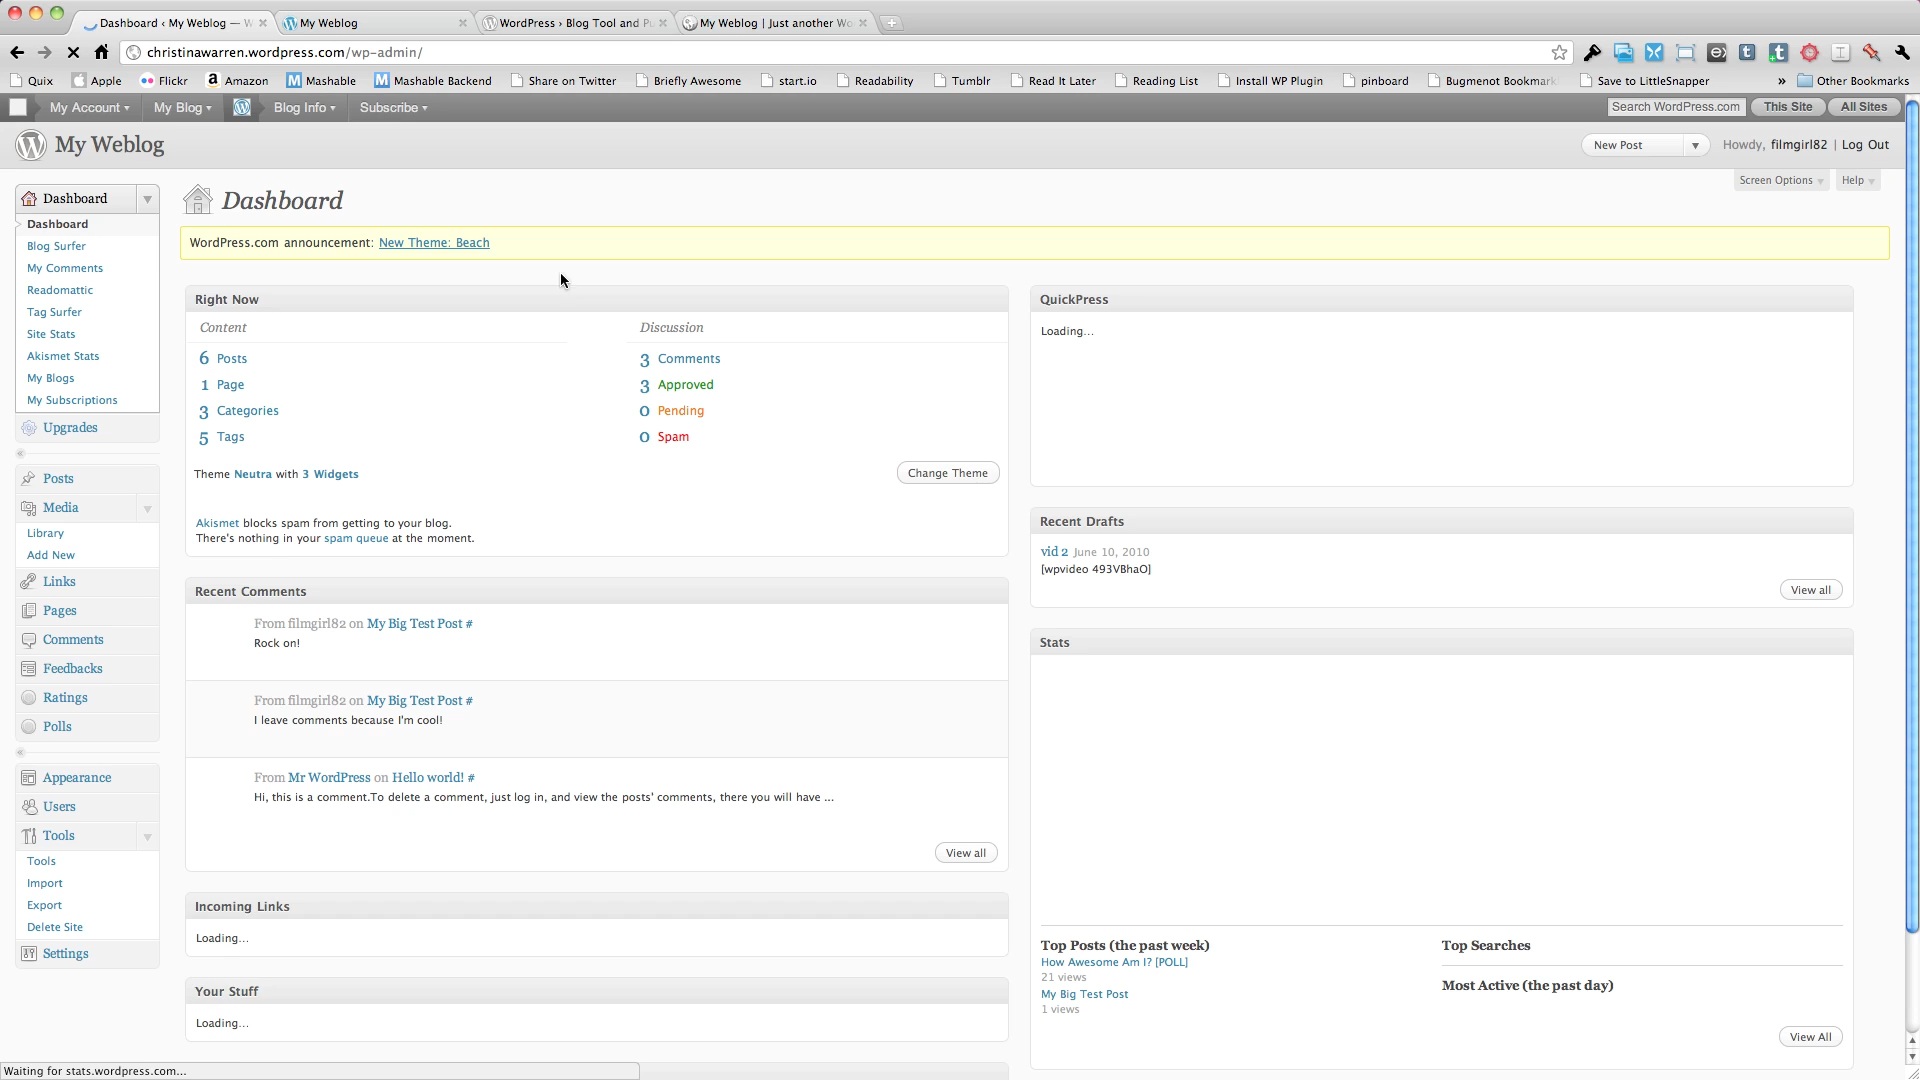 Dashboard ‹ My Weblog — W
My Weblog
WordPress › Blog Tool and Pu
My Weblog | Just another Wo
christinawarren.wordpress.com/wp-admin/
Quix
Apple
Flickr
Amazon
Mashable
Mashable Backend
Share on Twitter
Briefly Awesome
start.io
Readability
Tumblr
Read It Later
Reading List
Install WP Plugin
pinboard
Bugmenot Bookmark
Save to LittleSnapper
»
Other Bookmarks
My Account
My Blog
Blog Info
Subscribe
Search WordPress.com
This Site
All Sites
My Weblog
New Post
Howdy, filmgirl82 | Log Out
Screen Options
Help
Dashboard
Dashboard
Blog Surfer
My Comments
Readomattic
Tag Surfer
Site Stats
Akismet Stats
My Blogs
My Subscriptions
Upgrades
Posts
Media
Library
Add New
Links
Pages
Comments
Feedbacks
Ratings
Polls
Appearance
Users
Tools
Tools
Import
Export
Delete Site
Settings
Dashboard
WordPress.com announcement: New Theme: Beach
Right Now
Content
6 Posts
1 Page
3 Categories
5 Tags
Discussion
3 Comments
3 Approved
0 Pending
0 Spam
Theme Neutra with 3 Widgets
Change Theme
Akismet blocks spam from getting to your blog.
There's nothing in your spam queue at the moment.
Recent Comments
From filmgirl82 on My Big Test Post #
Rock on!
From filmgirl82 on My Big Test Post #
I leave comments because I'm cool!
From Mr WordPress on Hello world! #
Hi, this is a comment.To delete a comment, just log in, and view the posts' comments, there you will have ...
View all
Incoming Links
Loading...
Your Stuff
Loading...
QuickPress
Loading...
Recent Drafts
vid 2 June 10, 2010
[wpvideo 493VBhaO]
View all
Stats
Top Posts (the past week)
How Awesome Am I? [POLL]
21 views
My Big Test Post
1 views
Top Searches
Most Active (the past day)
View All
Waiting for stats.wordpress.com...